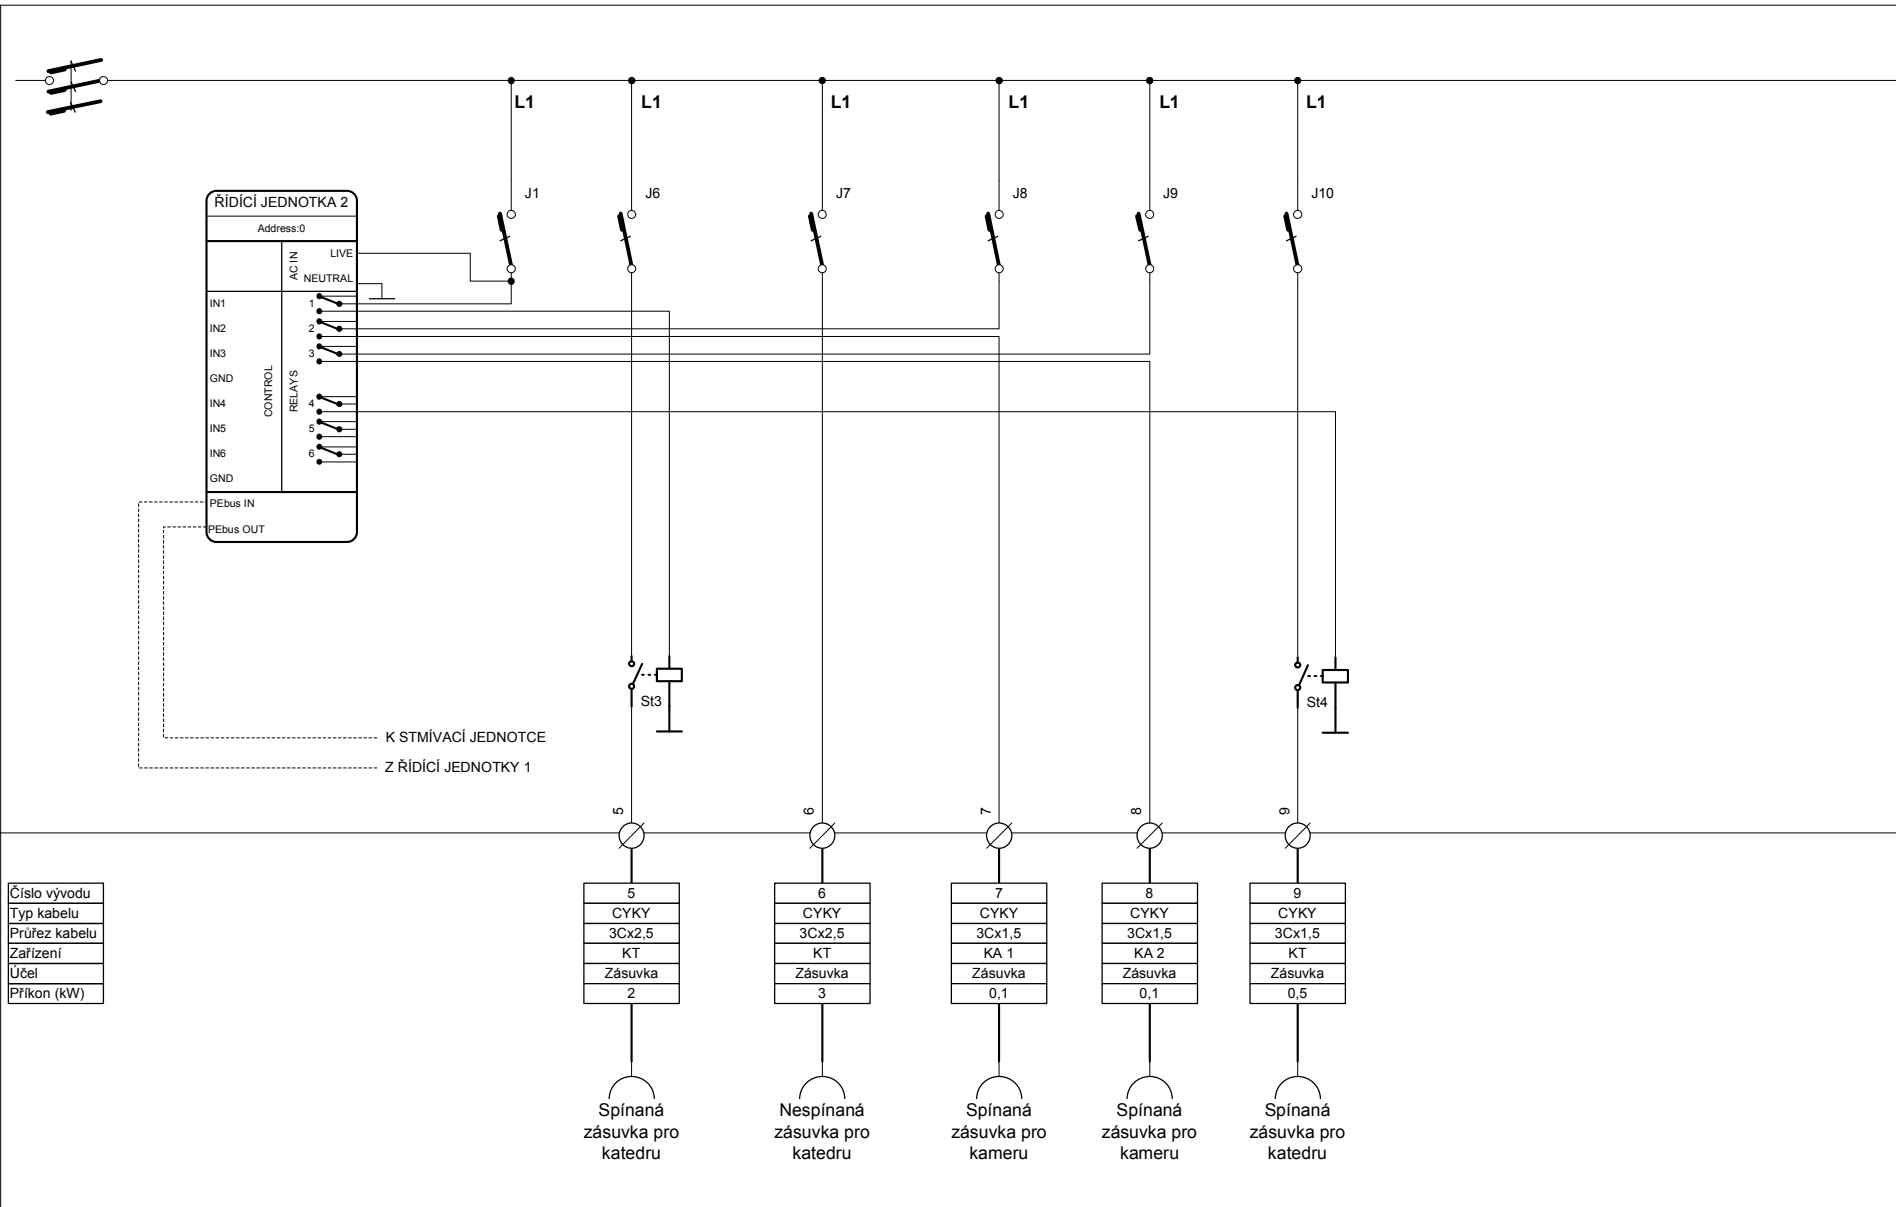 L1 L1 L1 L1 L1 L1
J1 J6 J7 J8 J9 J10
ŘÍDÍCÍ JEDNOTKA 2
Address:0
AC IN
LIVE
NEUTRAL
CONTROL
RELAYS
IN1 1
IN2 2
IN3 3
GND
IN4 4
IN5 5
IN6 6
GND
PEbus IN
PEbus OUT
St3
St4
K STMÍVACÍ JEDNOTCE
Z ŘÍDÍCÍ JEDNOTKY 1
5 6 7 8 9
Číslo vývodu 5 6 7 8 9
Typ kabelu CYKY CYKY CYKY CYKY CYKY
Průřez kabelu 3Cx2,5 3Cx2,5 3Cx1,5 3Cx1,5 3Cx1,5
Zařízení KT KT KA 1 KA 2 KT
Účel Zásuvka Zásuvka Zásuvka Zásuvka Zásuvka
Příkon (kW) 2 3 0,1 0,1 0,5
Spínaná
zásuvka pro
katedru
Nespínaná
zásuvka pro
katedru
Spínaná
zásuvka pro
kameru
Spínaná
zásuvka pro
kameru
Spínaná
zásuvka pro
katedru